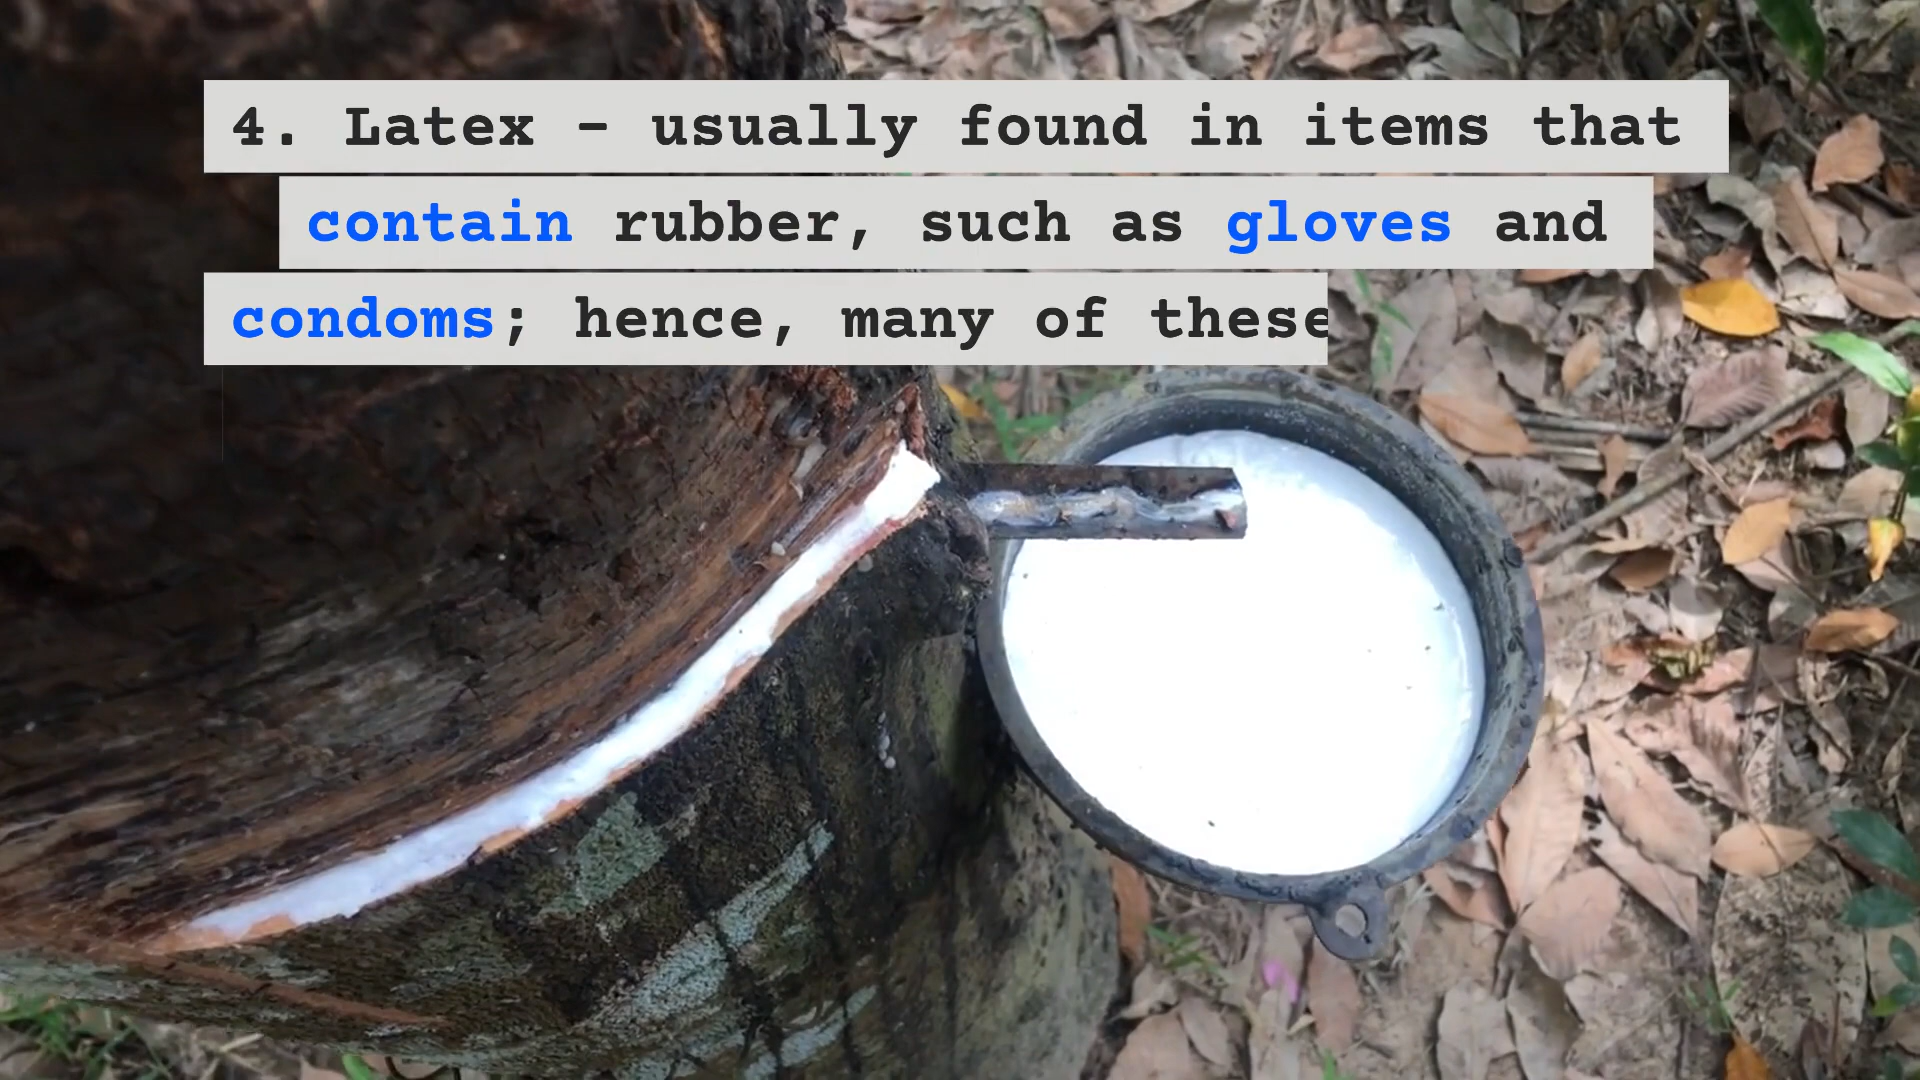 4. Latex – usually found in items that
contain rubber, such as gloves and
condoms; hence, many of these